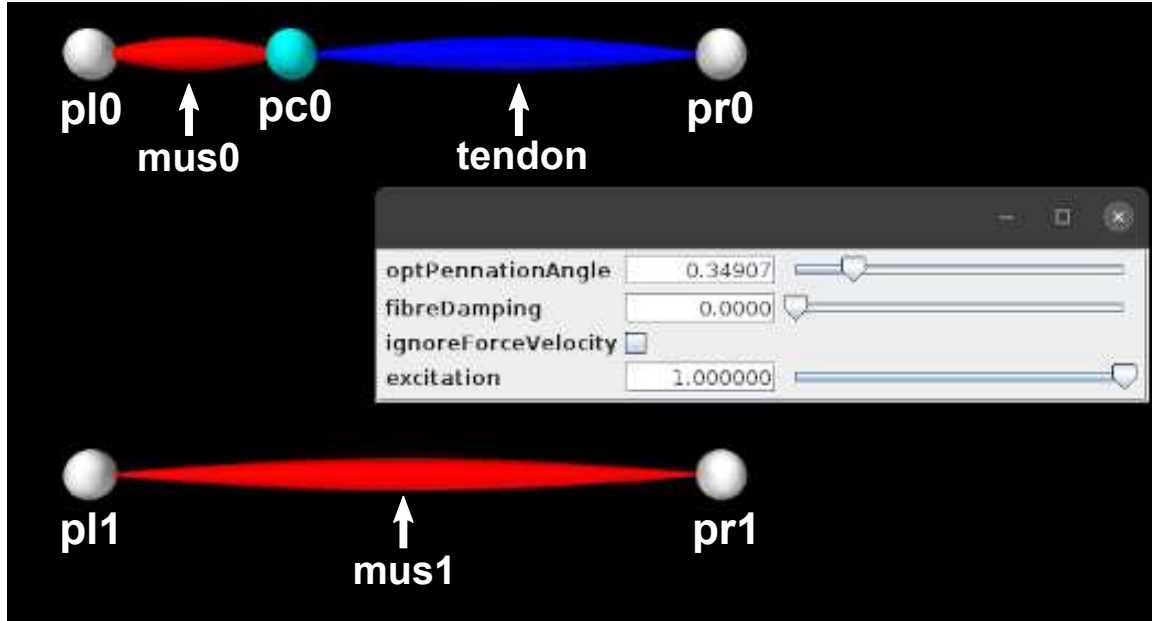 pl0 pc0 pr0
mus0 tendon
optPennationAngle 0.34907
fibreDamping 0.0000
ignoreForceVelocity
excitation 1.000000
pl1 pr1
mus1